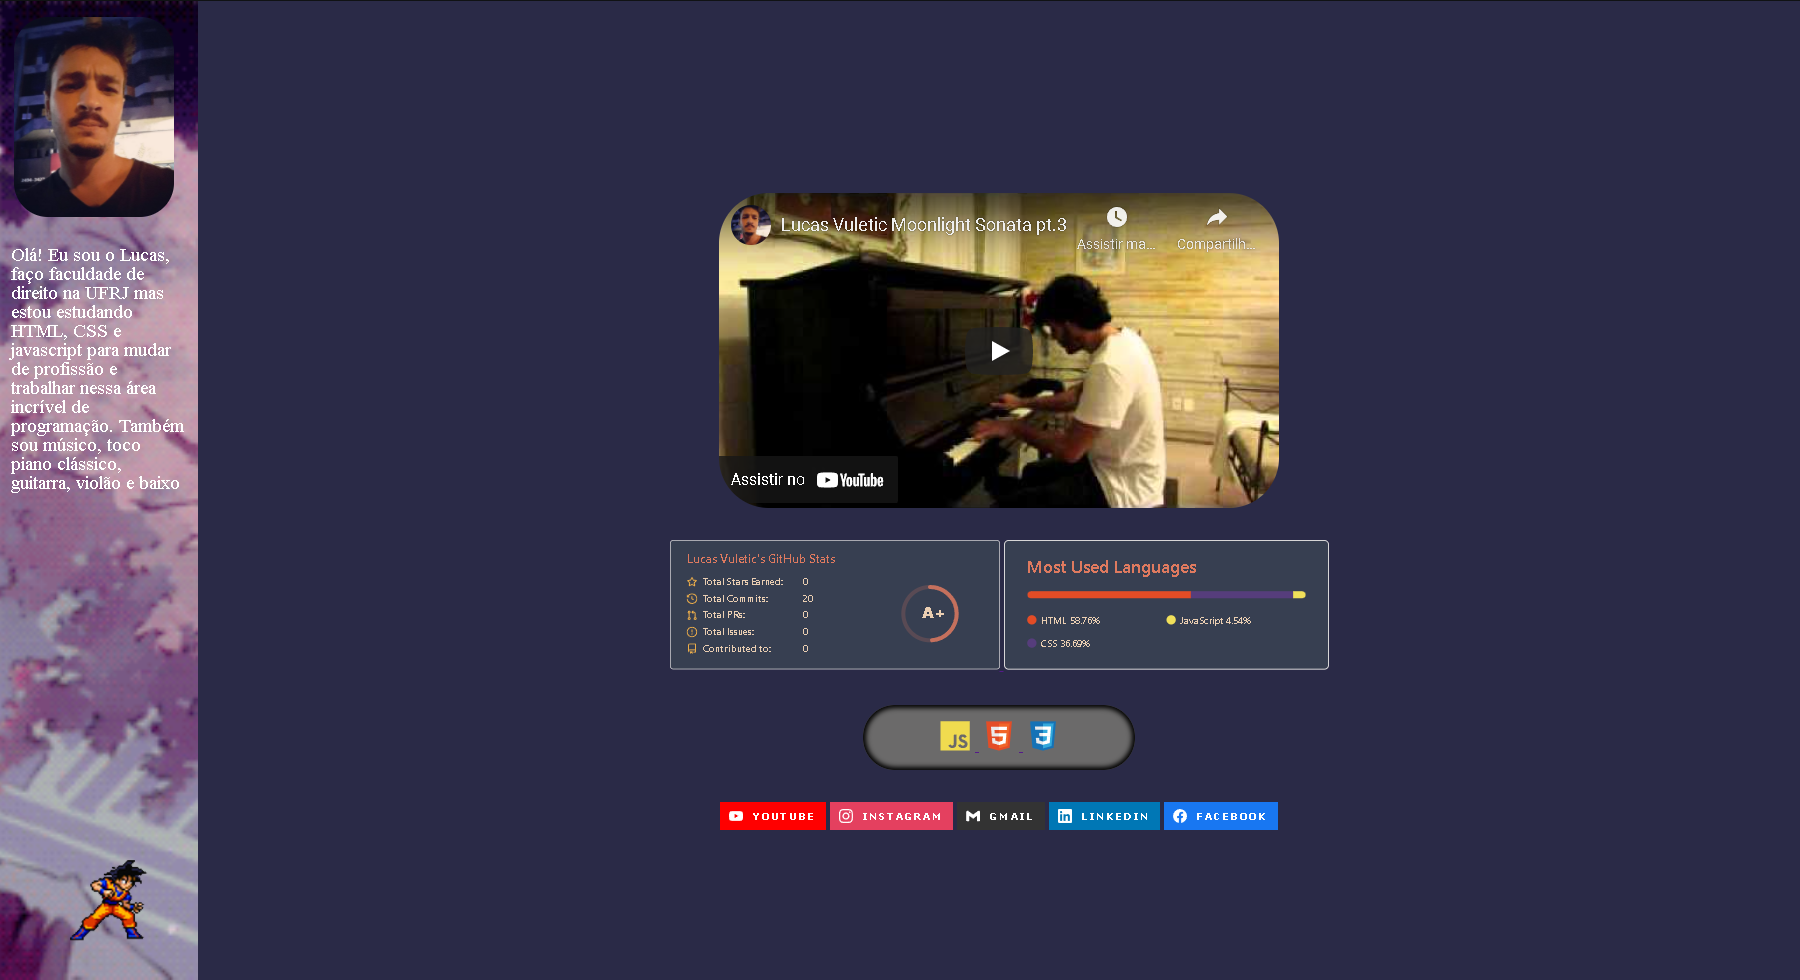 Olá! Eu sou o Lucas,
faço faculdade de
direito na UFRJ mas
estou estudando
HTML, CSS e
javascript para mudar
de profissão e
trabalhar nessa área
incrível de
programação. Também
sou músico, toco
piano clássico,
guitarra, violão e baixo
Lucas Vuletic Moonlight Sonata pt.3
Assistir ma...
Compartilh...
Assistir no YouTube
Lucas Vuletic's GitHub Stats
Total Stars Earned: 0
Total Commits: 20
Total PRs: 0
Total Issues: 0
Contributed to: 0
A+
Most Used Languages
HTML 58.76%
JavaScript 4.54%
CSS 36.69%
JS 5 3
YOUTUBE INSTAGRAM GMAIL LINKEDIN FACEBOOK